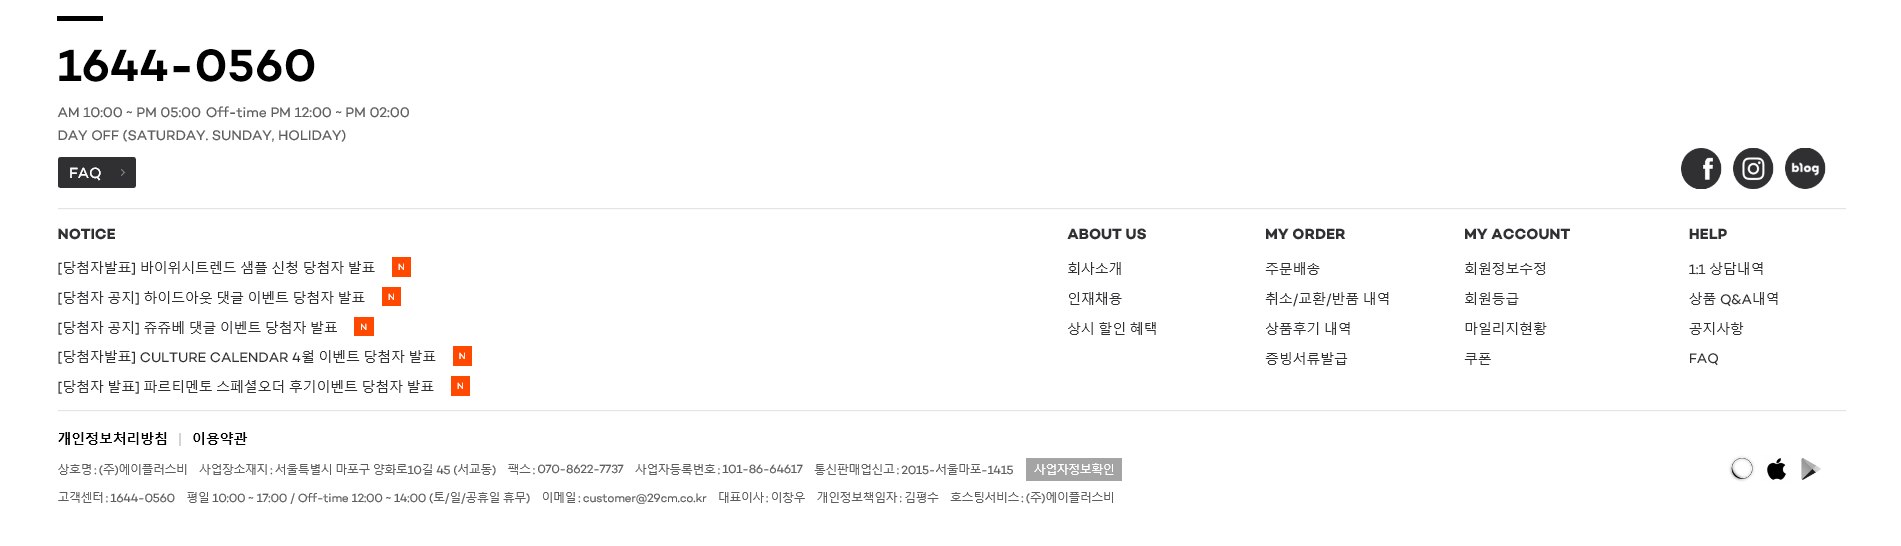 1644-0560
AM 10:00 ~ PM 05:00 Off-time PM 12:00 ~ PM 02:00
DAY OFF (SATURDAY. SUNDAY, HOLIDAY)
FAQ
f
blog
NOTICE
[당첨자발표] 바이위시트렌드 샘플 신청 당첨자 발표 N
[당첨자 공지] 하이드아웃 댓글 이벤트 당첨자 발표 N
[당첨자 공지] 쥬쥬베 댓글 이벤트 당첨자 발표 N
[당첨자발표] CULTURE CALENDAR 4월 이벤트 당첨자 발표 N
[당첨자 발표] 파르티멘토 스페셜오더 후기이벤트 당첨자 발표 N
ABOUT US
회사소개
인재채용
상시 할인 혜택
MY ORDER
주문배송
취소/교환/반품 내역
상품후기 내역
증빙서류발급
MY ACCOUNT
회원정보수정
회원등급
마일리지현황
쿠폰
HELP
1:1 상담내역
상품 Q&A내역
공지사항
FAQ
개인정보처리방침 | 이용약관
상호명 : (주)에이플러스비 사업장소재지 : 서울특별시 마포구 양화로10길 45 (서교동) 팩스 : 070-8622-7737 사업자등록번호 : 101-86-64617 통신판매업신고 : 2015-서울마포-1415 사업자정보확인
고객센터 : 1644-0560 평일 10:00 ~ 17:00 / Off-time 12:00 ~ 14:00 (토/일/공휴일 휴무) 이메일 : customer@29cm.co.kr 대표이사 : 이창우 개인정보책임자 : 김평수 호스팅서비스 : (주)에이플러스비